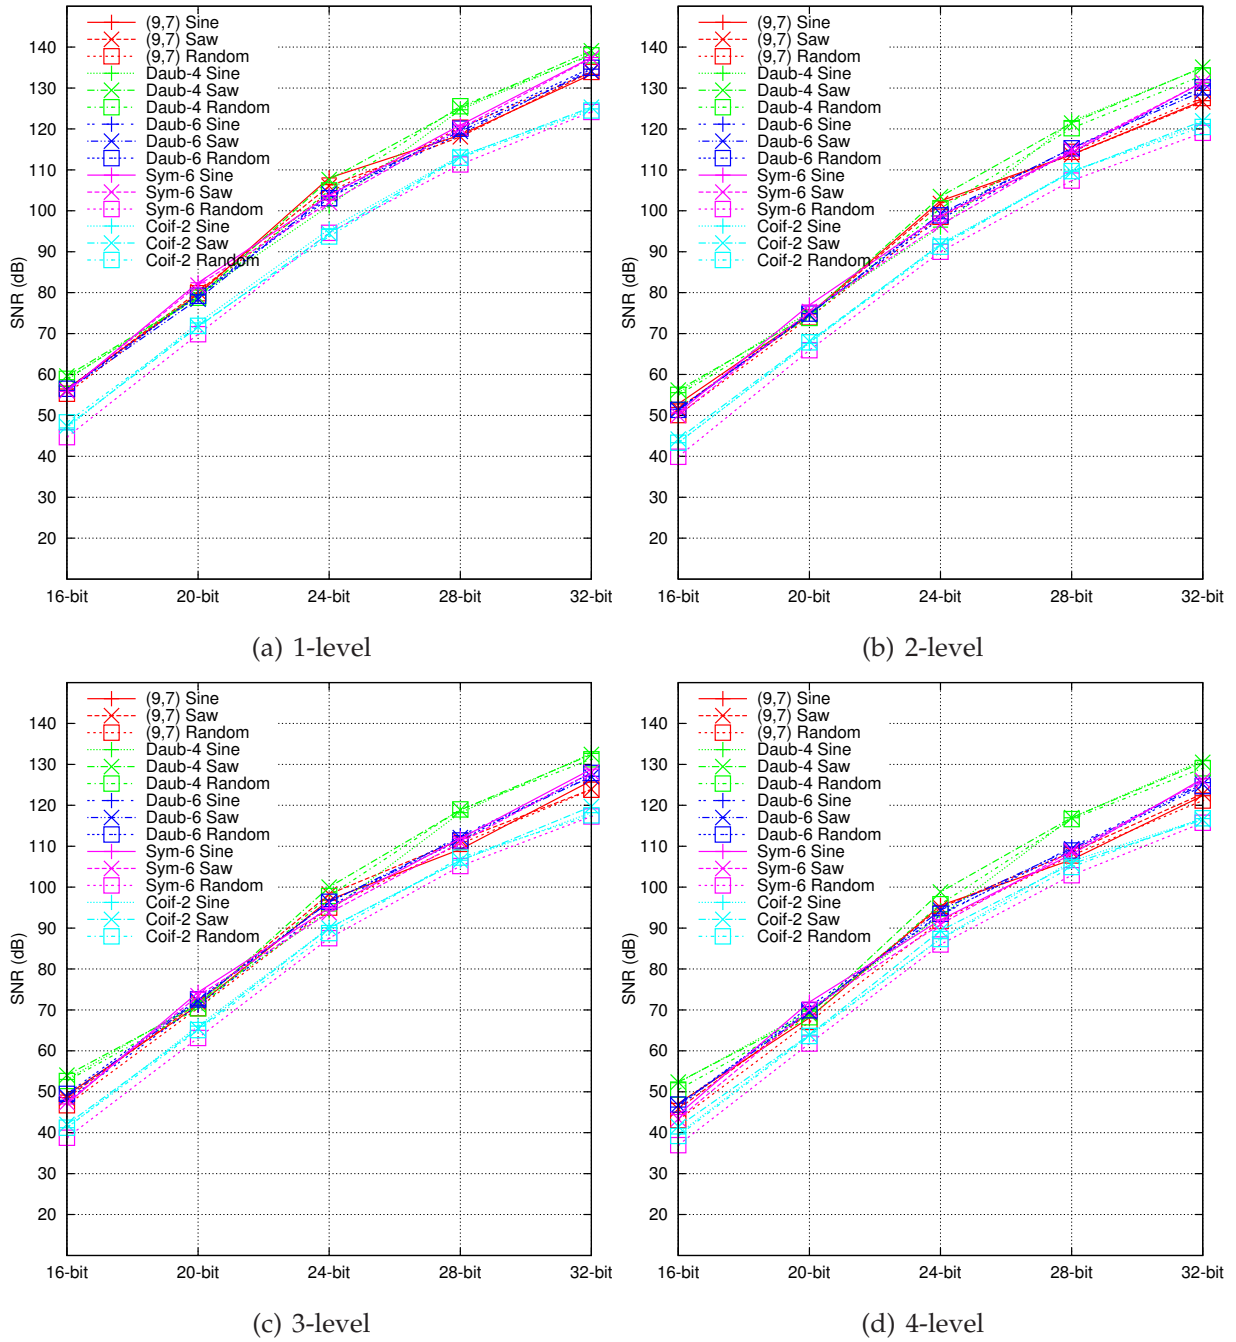 140
130
120
110
100
90
80
70
60
50
40
30
20
SNR (dB)
(9,7) Sine
(9,7) Saw
(9,7) Random
Daub-4 Sine
Daub-4 Saw
Daub-4 Random
Daub-6 Sine
Daub-6 Saw
Daub-6 Random
Sym-6 Sine
Sym-6 Saw
Sym-6 Random
Coif-2 Sine
Coif-2 Saw
Coif-2 Random
16-bit 20-bit 24-bit 28-bit 32-bit
(a) 1-level
140
130
120
110
100
90
80
70
60
50
40
30
20
SNR (dB)
(9,7) Sine
(9,7) Saw
(9,7) Random
Daub-4 Sine
Daub-4 Saw
Daub-4 Random
Daub-6 Sine
Daub-6 Saw
Daub-6 Random
Sym-6 Sine
Sym-6 Saw
Sym-6 Random
Coif-2 Sine
Coif-2 Saw
Coif-2 Random
16-bit 20-bit 24-bit 28-bit 32-bit
(b) 2-level
140
130
120
110
100
90
80
70
60
50
40
30
20
SNR (dB)
(9,7) Sine
(9,7) Saw
(9,7) Random
Daub-4 Sine
Daub-4 Saw
Daub-4 Random
Daub-6 Sine
Daub-6 Saw
Daub-6 Random
Sym-6 Sine
Sym-6 Saw
Sym-6 Random
Coif-2 Sine
Coif-2 Saw
Coif-2 Random
16-bit 20-bit 24-bit 28-bit 32-bit
(c) 3-level
140
130
120
110
100
90
80
70
60
50
40
30
20
SNR (dB)
(9,7) Sine
(9,7) Saw
(9,7) Random
Daub-4 Sine
Daub-4 Saw
Daub-4 Random
Daub-6 Sine
Daub-6 Saw
Daub-6 Random
Sym-6 Sine
Sym-6 Saw
Sym-6 Random
Coif-2 Sine
Coif-2 Saw
Coif-2 Random
16-bit 20-bit 24-bit 28-bit 32-bit
(d) 4-level